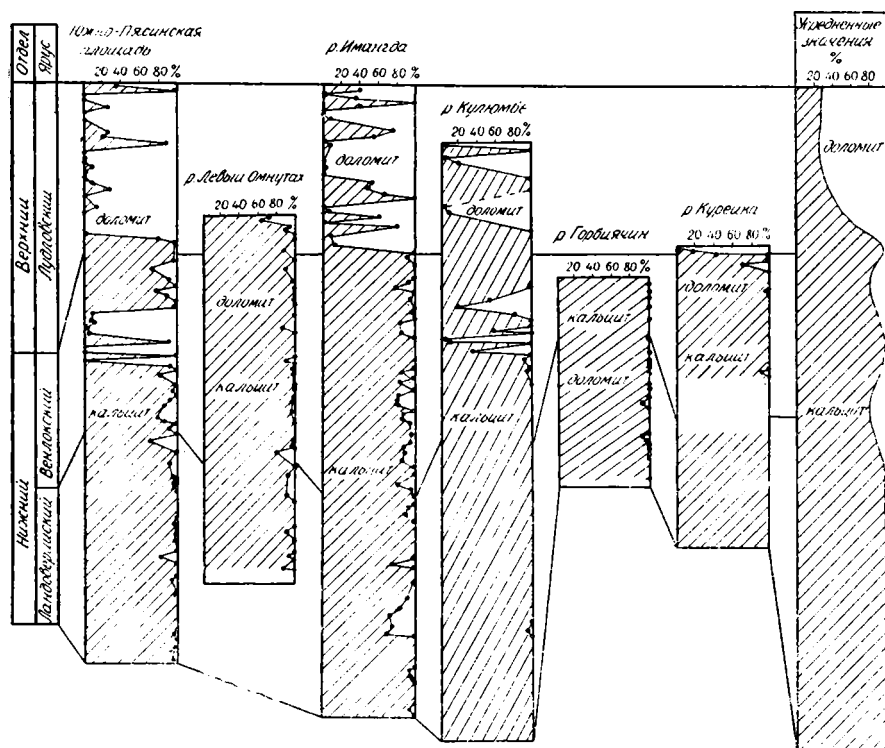 Отдел
Ярус
Верхний
Нижний
Лудловский
Венлокский
Ландоверийский
Южно-Пясинская
площадь
20 40 60 80 %
доломит
кальцит
р. Левый Омнутах
20 40 60 80 %
доломит
кальцит
р. Имангда
20 40 60 80 %
доломит
кальцит
р. Кулюмбе
20 40 60 80 %
доломит
кальцит
р. Горбиячин
20 40 60 80 %
кальцит
доломит
р. Курейка
20 40 60 80 %
доломит
кальцит
Усредненные
значения
%
20 40 60 80
доломит
кальцит